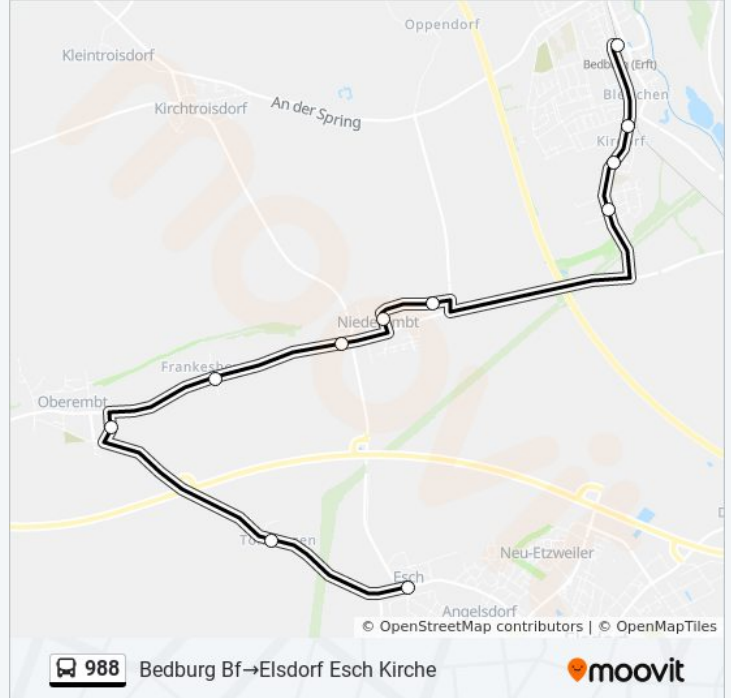 Oppendorf
Kleintroisdorf
Bedburg (Erft)
Kirchtroisdorf
An der Spring
Niederembt
Oberembt
Neu-Etzweiler
Esch
Angelsdorf
© OpenStreetMap contributors | © OpenMapTiles
988 Bedburg Bf→Elsdorf Esch Kirche
moovit